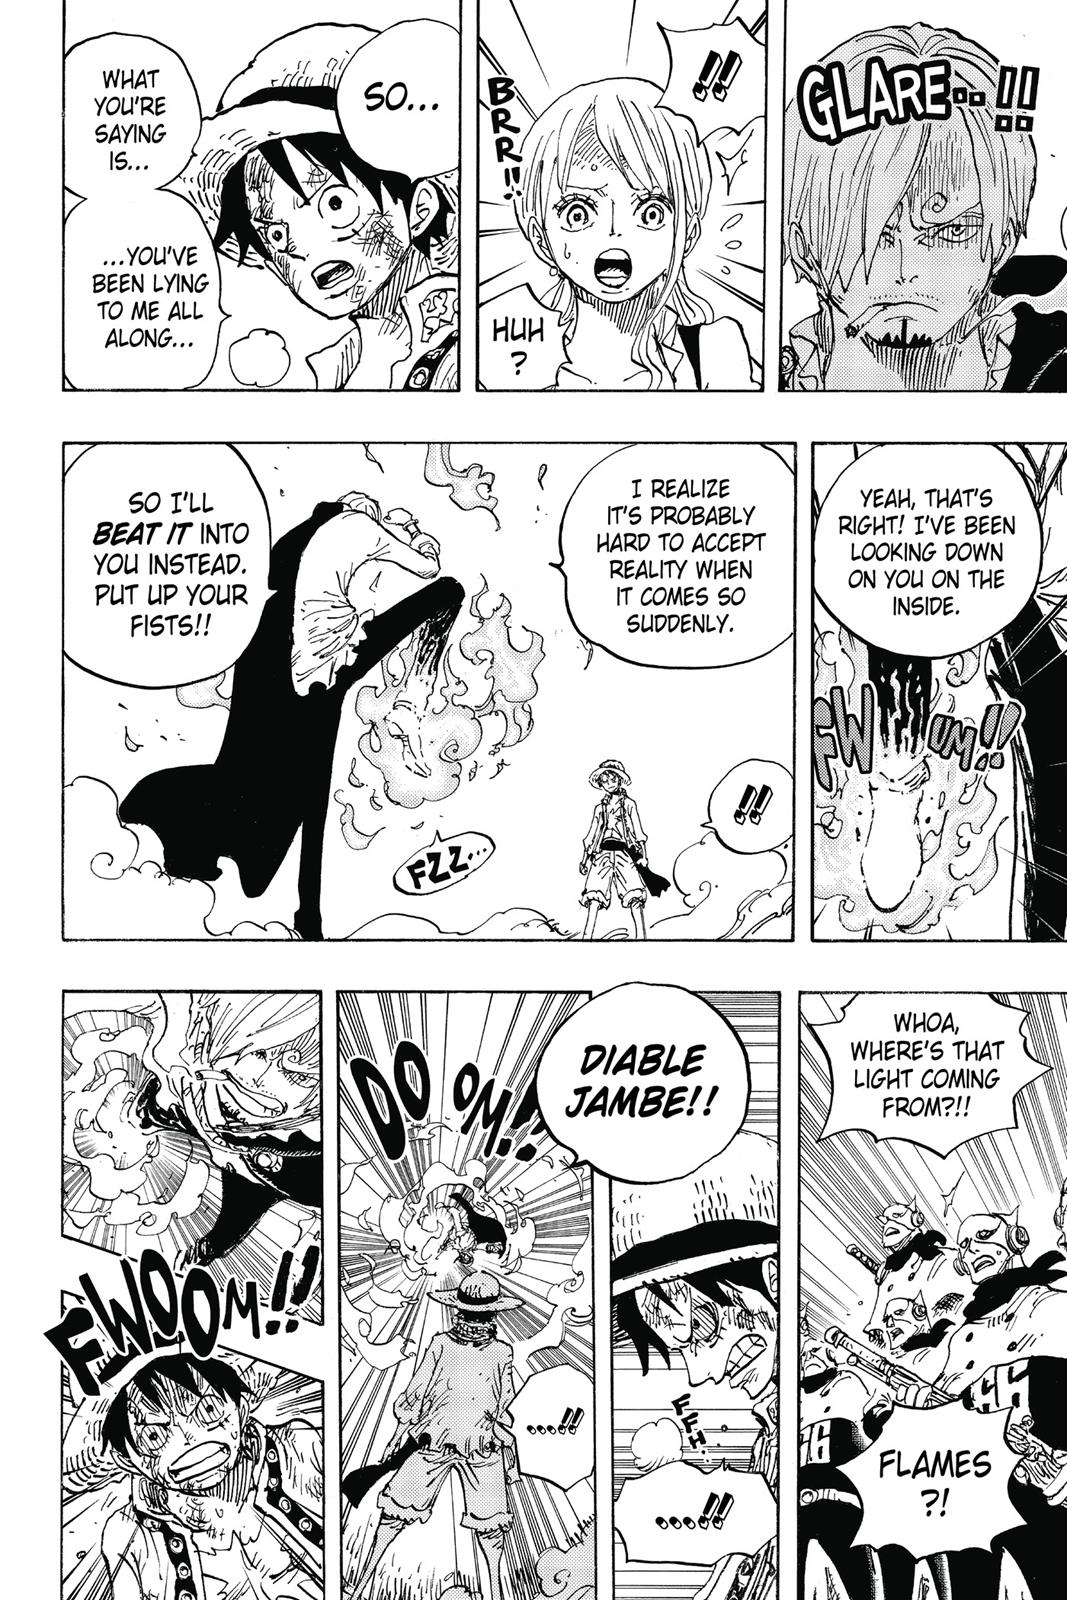 GLARE..!!
!!
BRR!!
HUH
?
SO...
WHAT
YOU'RE
SAYING
IS...
...YOU'VE
BEEN LYING
TO ME ALL
ALONG...
YEAH, THAT'S
RIGHT! I'VE BEEN
LOOKING DOWN
ON YOU ON THE
INSIDE.
FWUM!!
I REALIZE
IT'S PROBABLY
HARD TO ACCEPT
REALITY WHEN
IT COMES SO
SUDDENLY.
!!
SO I'LL
BEAT IT INTO
YOU INSTEAD.
PUT UP YOUR
FISTS!!
FZZ...
WHOA,
WHERE'S THAT
LIGHT COMING
FROM?!!
FLAMES
?!
DIABLE
JAMBE!!
FFH.
....!!
DOOM!!
....!!
FWOOM!!